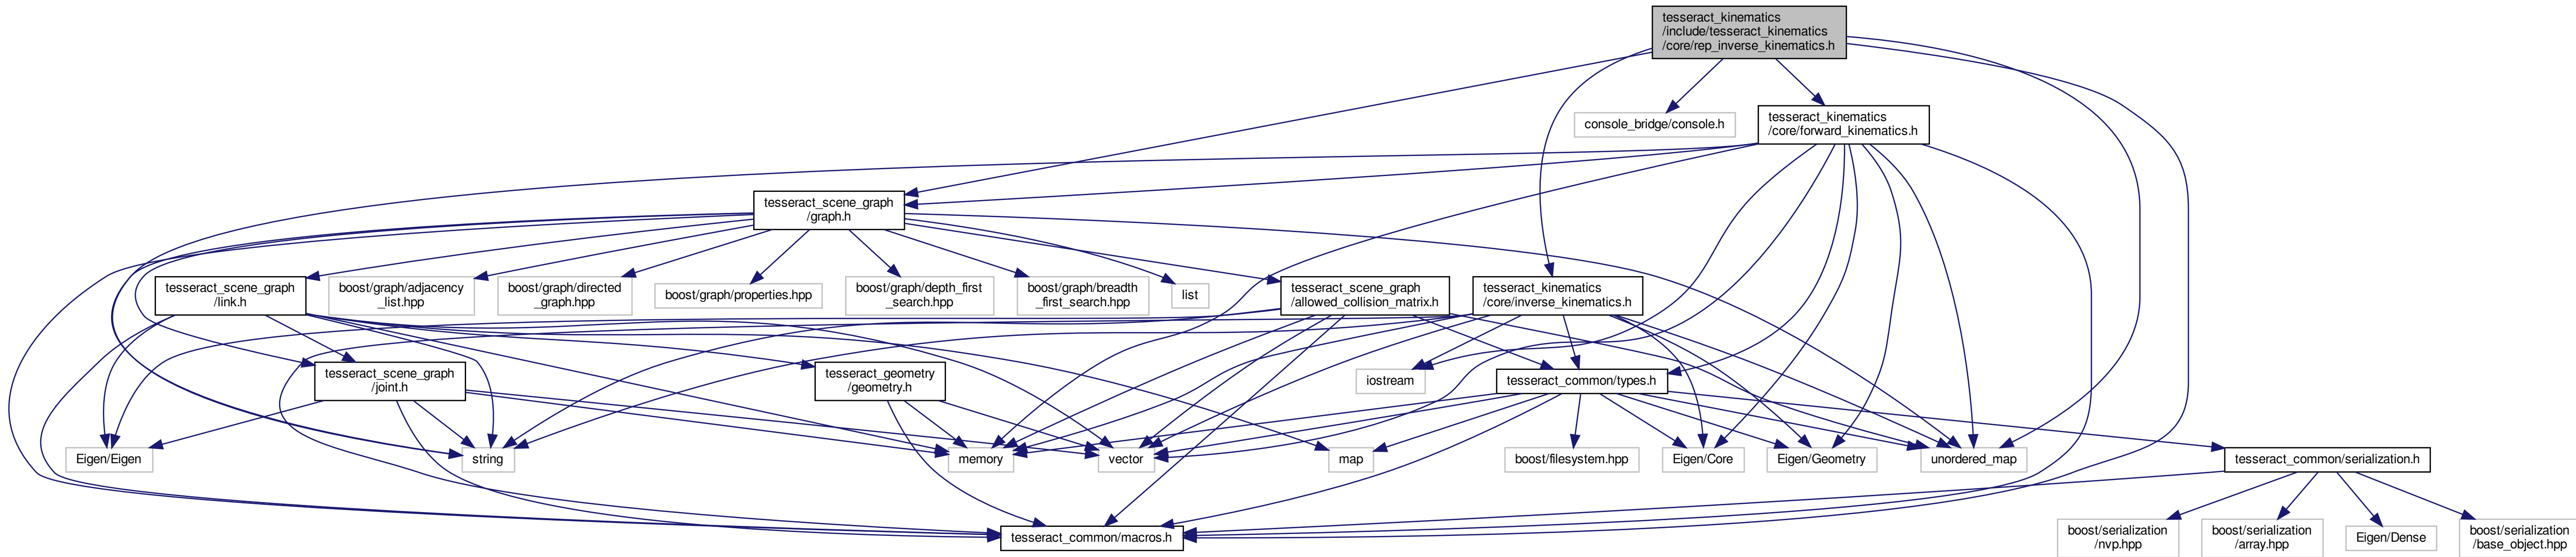 tesseract_kinematics
/include/tesseract_kinematics
/core/rep_inverse_kinematics.h
console_bridge/console.h
tesseract_kinematics
/core/forward_kinematics.h
tesseract_scene_graph
/graph.h
tesseract_scene_graph
/link.h
boost/graph/adjacency
_list.hpp
boost/graph/directed
_graph.hpp
boost/graph/properties.hpp
boost/graph/depth_first
_search.hpp
boost/graph/breadth
_first_search.hpp
list
tesseract_scene_graph
/allowed_collision_matrix.h
tesseract_kinematics
/core/inverse_kinematics.h
tesseract_scene_graph
/joint.h
tesseract_geometry
/geometry.h
iostream
tesseract_common/types.h
Eigen/Eigen
string
memory
vector
map
boost/filesystem.hpp
Eigen/Core
Eigen/Geometry
unordered_map
tesseract_common/serialization.h
tesseract_common/macros.h
boost/serialization
/nvp.hpp
boost/serialization
/array.hpp
Eigen/Dense
boost/serialization
/base_object.hpp